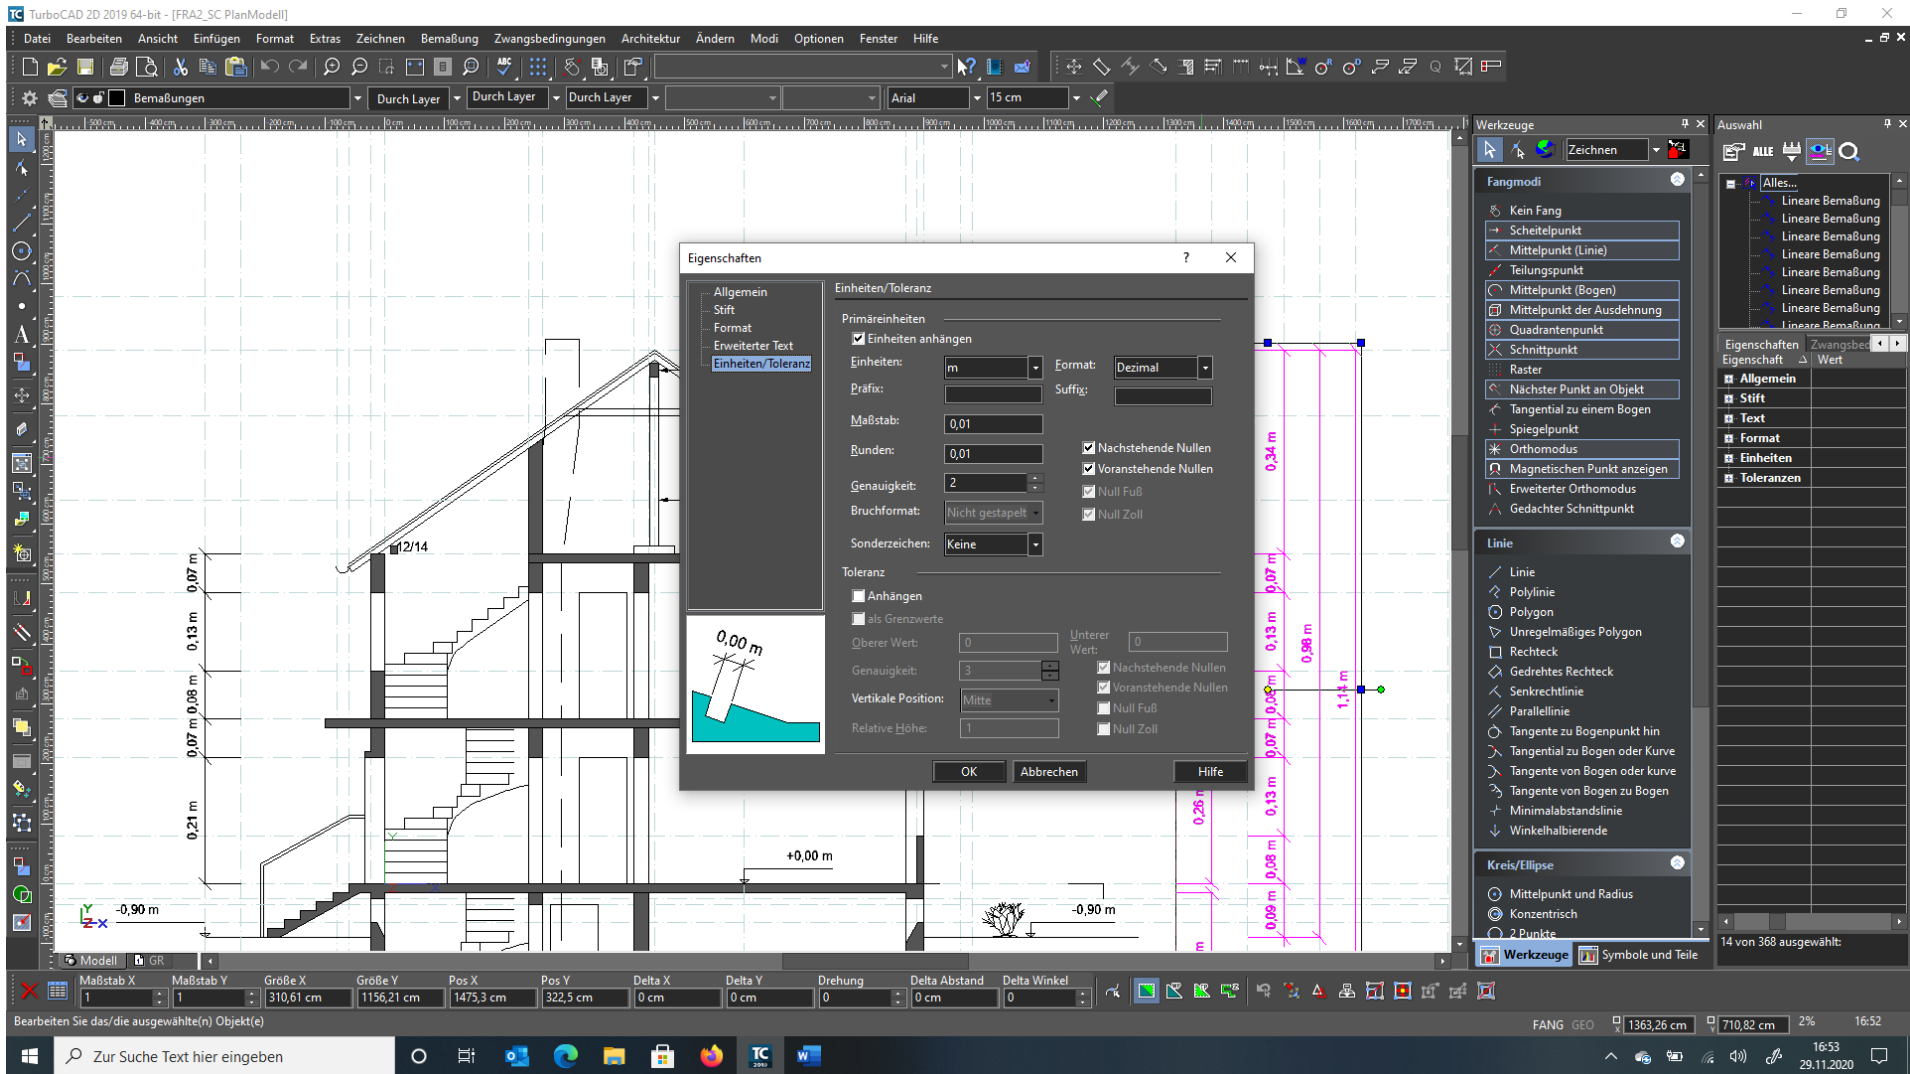 TurboCAD 2D 2019 64-bit - [FRA2_SC PlanModell]
Datei Bearbeiten Ansicht Einfügen Format Extras Zeichnen Bemaßung Zwangsbedingungen Architektur Ändern Modi Optionen Fenster Hilfe
Bemaßungen Durch Layer Durch Layer Durch Layer Arial 15 cm
Werkzeuge
Zeichnen
Fangmodi
Kein Fang
Scheitelpunkt
Mittelpunkt (Linie)
Teilungspunkt
Mittelpunkt (Bogen)
Mittelpunkt der Ausdehnung
Quadrantenpunkt
Schnittpunkt
Raster
Nächster Punkt an Objekt
Tangential zu einem Bogen
Spiegelpunkt
Orthomodus
Magnetischen Punkt anzeigen
Erweiterter Orthomodus
Gedachter Schnittpunkt
Linie
Linie
Polylinie
Polygon
Unregelmäßiges Polygon
Rechteck
Gedrehtes Rechteck
Senkrechtlinie
Parallellinie
Tangente zu Bogenpunkt hin
Tangential zu Bogen oder Kurve
Tangente von Bogen oder kurve
Tangente von Bogen zu Bogen
Minimalabstandslinie
Winkelhalbierende
Kreis/Ellipse
Mittelpunkt und Radius
Konzentrisch
2 Punkte
Werkzeuge Symbole und Teile
Auswahl
ALLE
Alles...
Lineare Bemaßung
Lineare Bemaßung
Lineare Bemaßung
Lineare Bemaßung
Lineare Bemaßung
Lineare Bemaßung
Lineare Bemaßung
Lineare Bemaßung
Eigenschaften Zwangsbed
Eigenschaft Wert
Allgemein
Stift
Text
Format
Einheiten
Toleranzen
14 von 368 ausgewählt:
Eigenschaften ?
Allgemein
Stift
Format
Erweiterter Text
Einheiten/Toleranz
0,00 m
Einheiten/Toleranz
Primäreinheiten
Einheiten anhängen
Einheiten: m Format: Dezimal
Präfix: Suffix:
Maßstab: 0,01
Runden: 0,01
Nachstehende Nullen
Voranstehende Nullen
Genauigkeit: 2
Null Fuß
Bruchformat: Nicht gestapelt
Null Zoll
Sonderzeichen: Keine
Toleranz
Anhängen
als Grenzwerte
Oberer Wert: 0 Unterer Wert: 0
Genauigkeit: 3
Nachstehende Nullen
Voranstehende Nullen
Vertikale Position: Mitte
Null Fuß
Relative Höhe: 1
Null Zoll
OK Abbrechen Hilfe
12/14
0,07 m
0,13 m
0,08 m
0,07 m
0,21 m
-0,90 m
+0,00 m
-0,90 m
0,34 m
0,07 m
0,13 m
0,98 m
0,08 m
1,14 m
0,07 m
0,13 m
0,26 m
0,08 m
0,09 m
Modell GR
Maßstab X Maßstab Y Größe X Größe Y Pos X Pos Y Delta X Delta Y Drehung Delta Abstand Delta Winkel
1 1 310,61 cm 1156,21 cm 1475,3 cm 322,5 cm 0 cm 0 cm 0 0 cm 0
Bearbeiten Sie das/die ausgewählte(n) Objekt(e)
FANG GEO 1363,26 cm 710,82 cm 2% 16:52
Zur Suche Text hier eingeben
16:53
29.11.2020